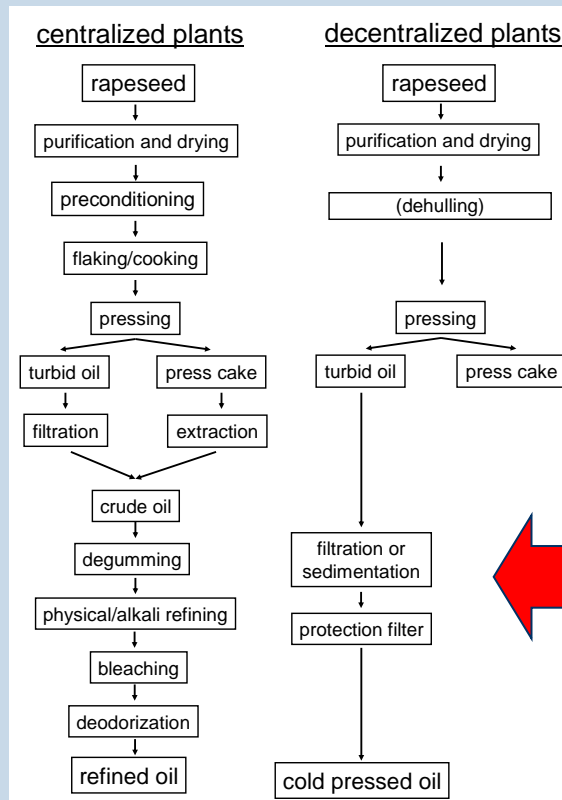 centralized plants
rapeseed
purification and drying
preconditioning
flaking/cooking
pressing
turbid oil
press cake
filtration
extraction
crude oil
degumming
physical/alkali refining
bleaching
deodorization
refined oil
decentralized plants
rapeseed
purification and drying
(dehulling)
pressing
turbid oil
press cake
filtration or
sedimentation
protection filter
cold pressed oil